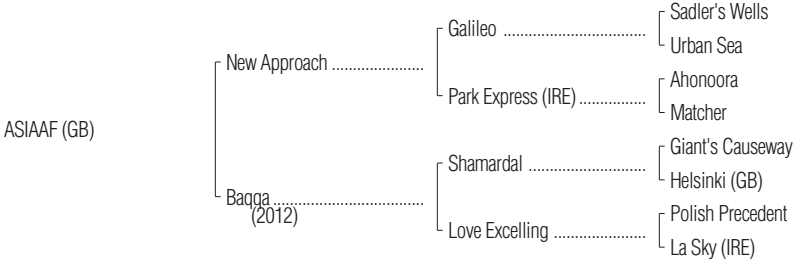 Sadler's Wells
Galileo ..................................
Urban Sea
New Approach ......................
Ahonoora
Park Express (IRE) ................
Matcher
ASIAAF (GB)
Giant's Causeway
Shamardal ............................
Helsinki (GB)
Baqqa ....................................
(2012)
Polish Precedent
Love Excelling ......................
La Sky (IRE)